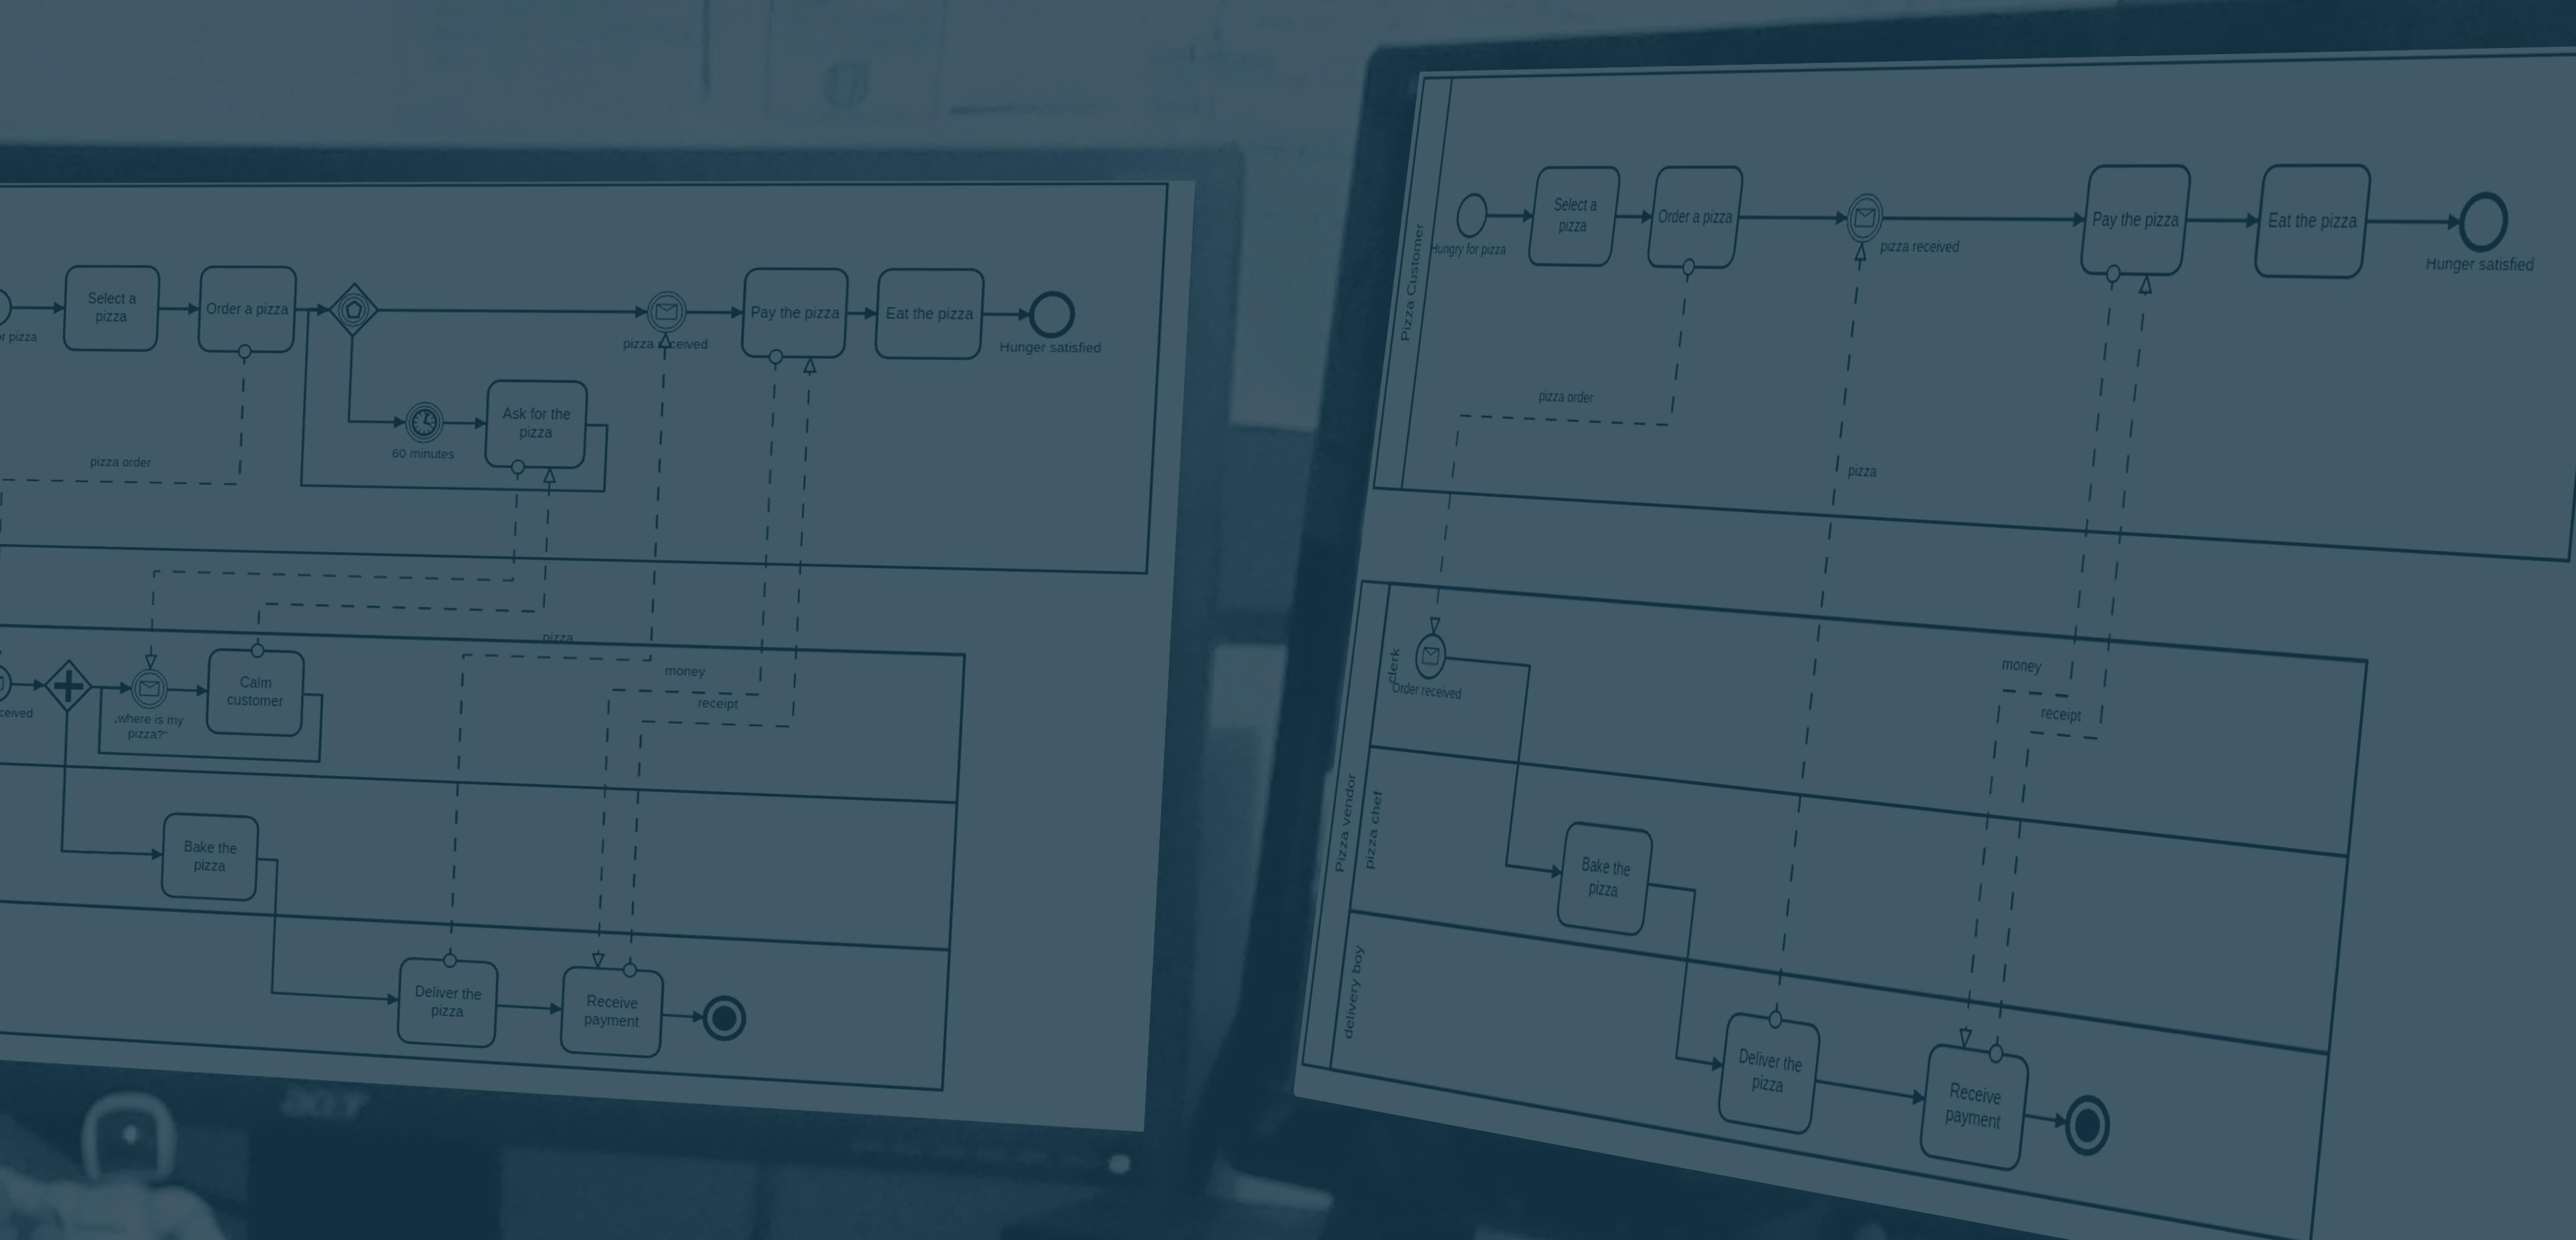 Select a
pizza
Order a pizza
or pizza
pizza received
Pay the pizza
Eat the pizza
Hunger satisfied
Ask for the
pizza
60 minutes
pizza order
pizza
money
receipt
Calm
customer
ceived
„where is my
pizza?“
Bake the
pizza
Deliver the
pizza
Receive
payment
acer
Pizza Customer
Hungry for pizza
Select a
pizza
Order a pizza
pizza received
Pay the pizza
Eat the pizza
Hunger satisfied
pizza order
pizza
Pizza vendor
clerk
Order received
money
receipt
pizza chef
Bake the
pizza
delivery boy
Deliver the
pizza
Receive
payment